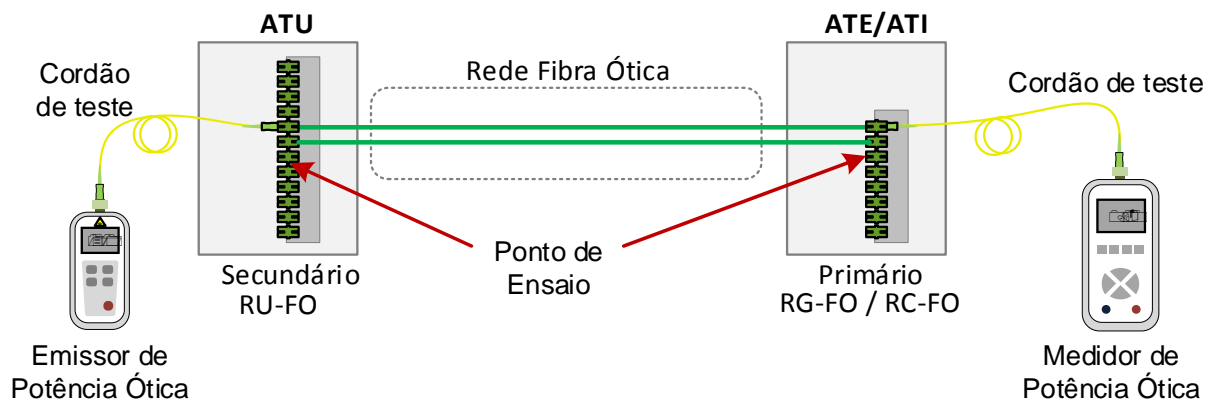 ATU
ATE/ATI
Cordão
de teste
Rede Fibra Ótica
Cordão de teste
Ponto de
Ensaio
Secundário
RU-FO
Primário
RG-FO / RC-FO
Emissor de
Potência Ótica
Medidor de
Potência Ótica